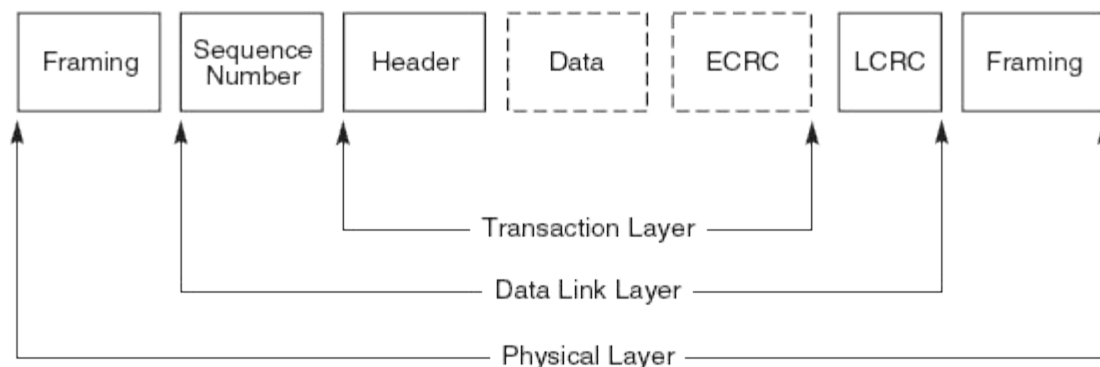 Framing
Sequence
Number
Header
Data
ECRC
LCRC
Framing
Transaction Layer
Data Link Layer
Physical Layer